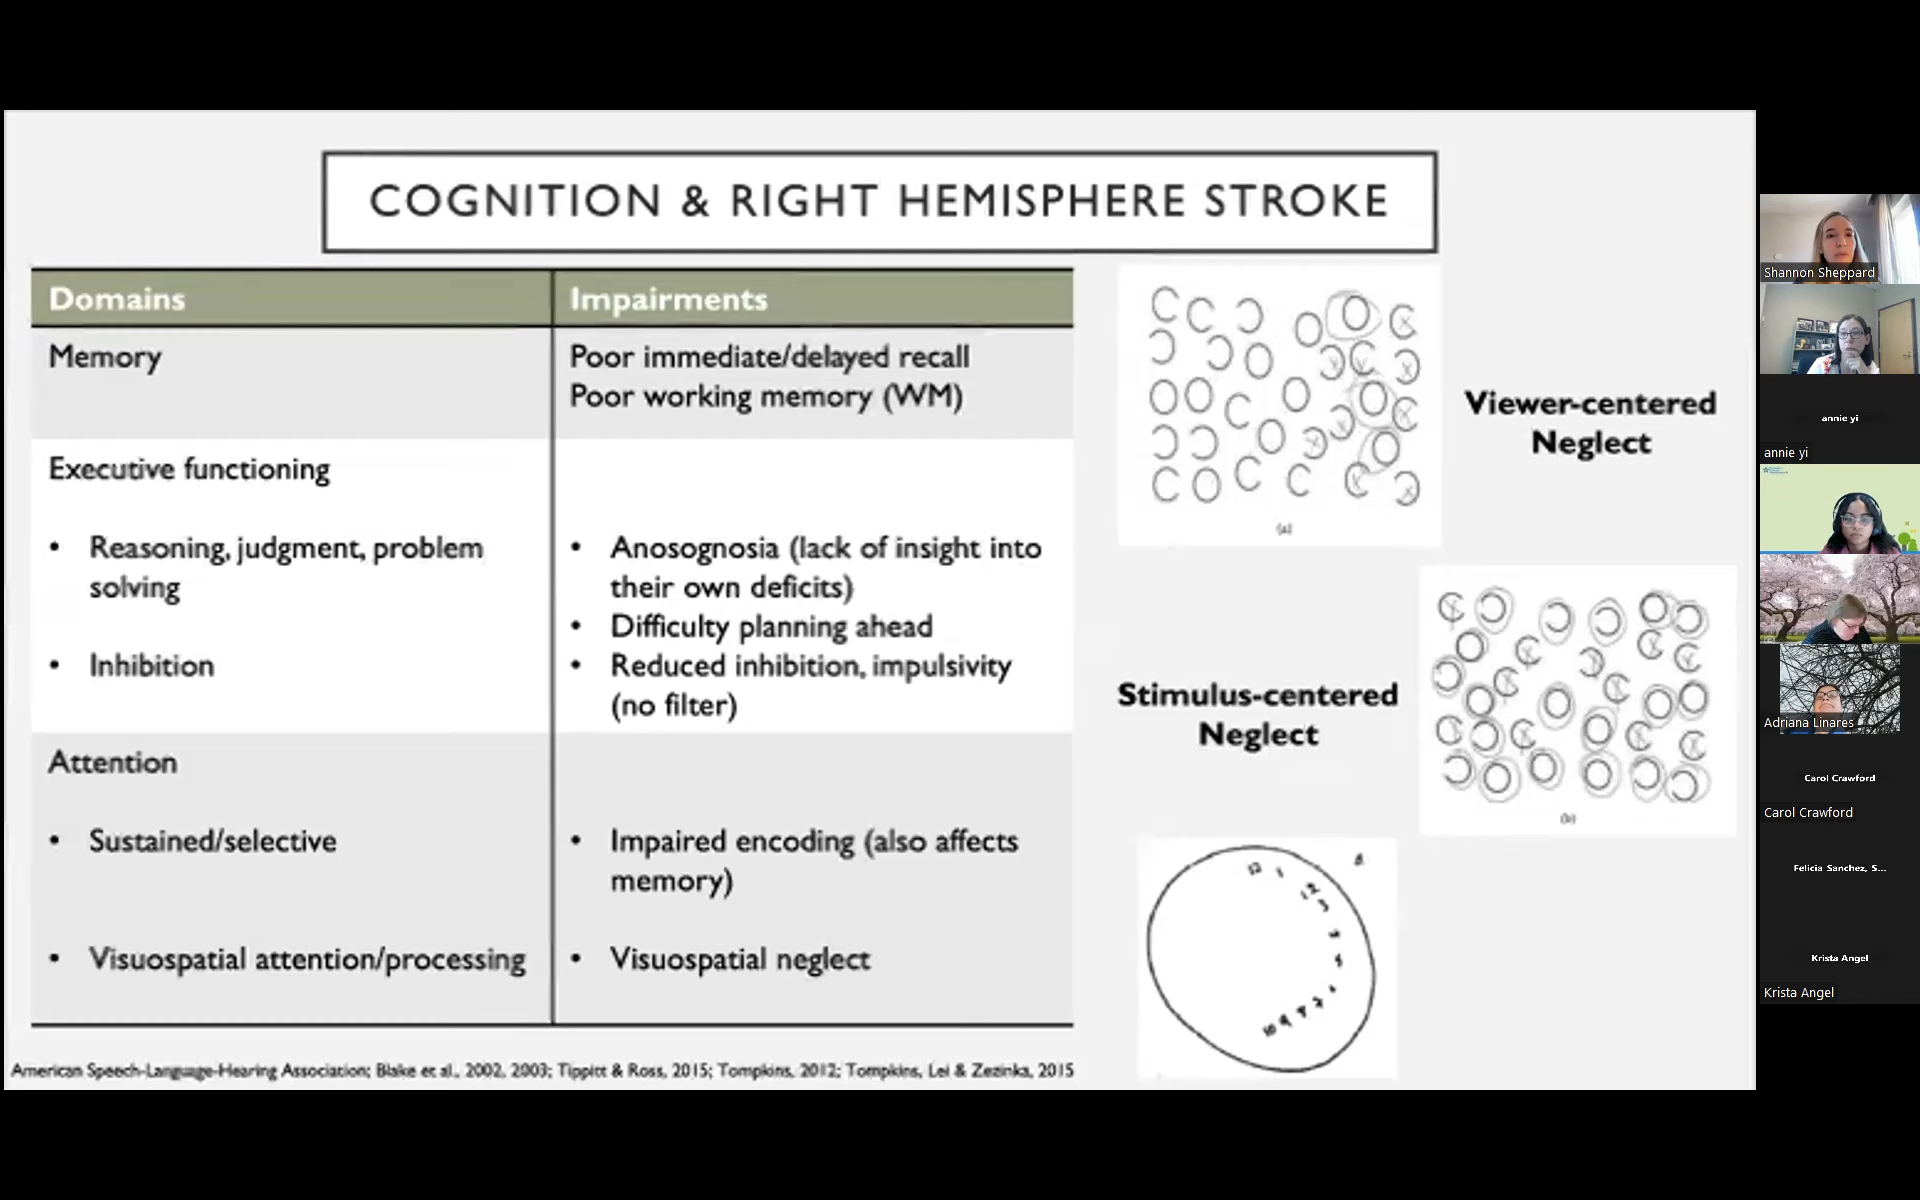 COGNITION & RIGHT HEMISPHERE STROKE
Domains
Impairments
Memory
Poor immediate/delayed recall
Poor working memory (WM)
Executive functioning
• Reasoning, judgment, problem
solving
• Inhibition
• Anosognosia (lack of insight into
their own deficits)
• Difficulty planning ahead
• Reduced inhibition, impulsivity
(no filter)
Attention
• Sustained/selective
• Impaired encoding (also affects
memory)
• Visuospatial attention/processing
• Visuospatial neglect
American Speech-Language-Hearing Association; Blake et al., 2002, 2003; Tippitt & Ross, 2015; Tompkins, 2012; Tompkins, Lei & Zezinka, 2015
(a)
Viewer-centered
Neglect
Stimulus-centered
Neglect
(b)
Shannon Sheppard
annie yi
annie yi
Adriana Linares
Carol Crawford
Carol Crawford
Felicia Sanchez, S...
Krista Angel
Krista Angel